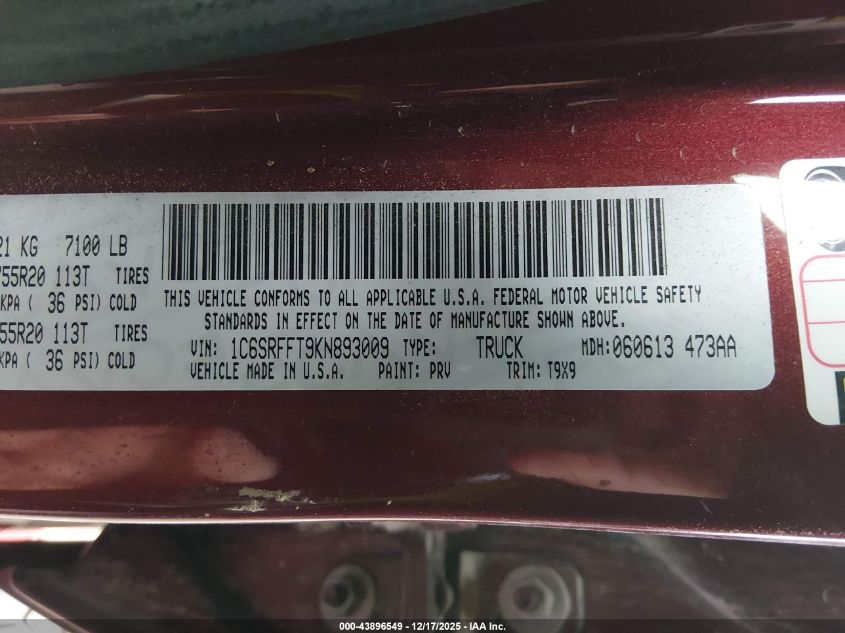 21 KG 7100 LB
55R20 113T TIRES
KPA ( 36 PSI) COLD
55R20 113T TIRES
KPA ( 36 PSI) COLD
THIS VEHICLE CONFORMS TO ALL APPLICABLE U.S.A. FEDERAL MOTOR VEHICLE SAFETY
STANDARDS IN EFFECT ON THE DATE OF MANUFACTURE SHOWN ABOVE.
VIN: 1C6SRFFT9KN893009 TYPE: TRUCK MDH:060613 473AA
VEHICLE MADE IN U.S.A. PAINT: PRV TRIM: T9X9
000-43896549 - 12/17/2025 - IAA Inc.